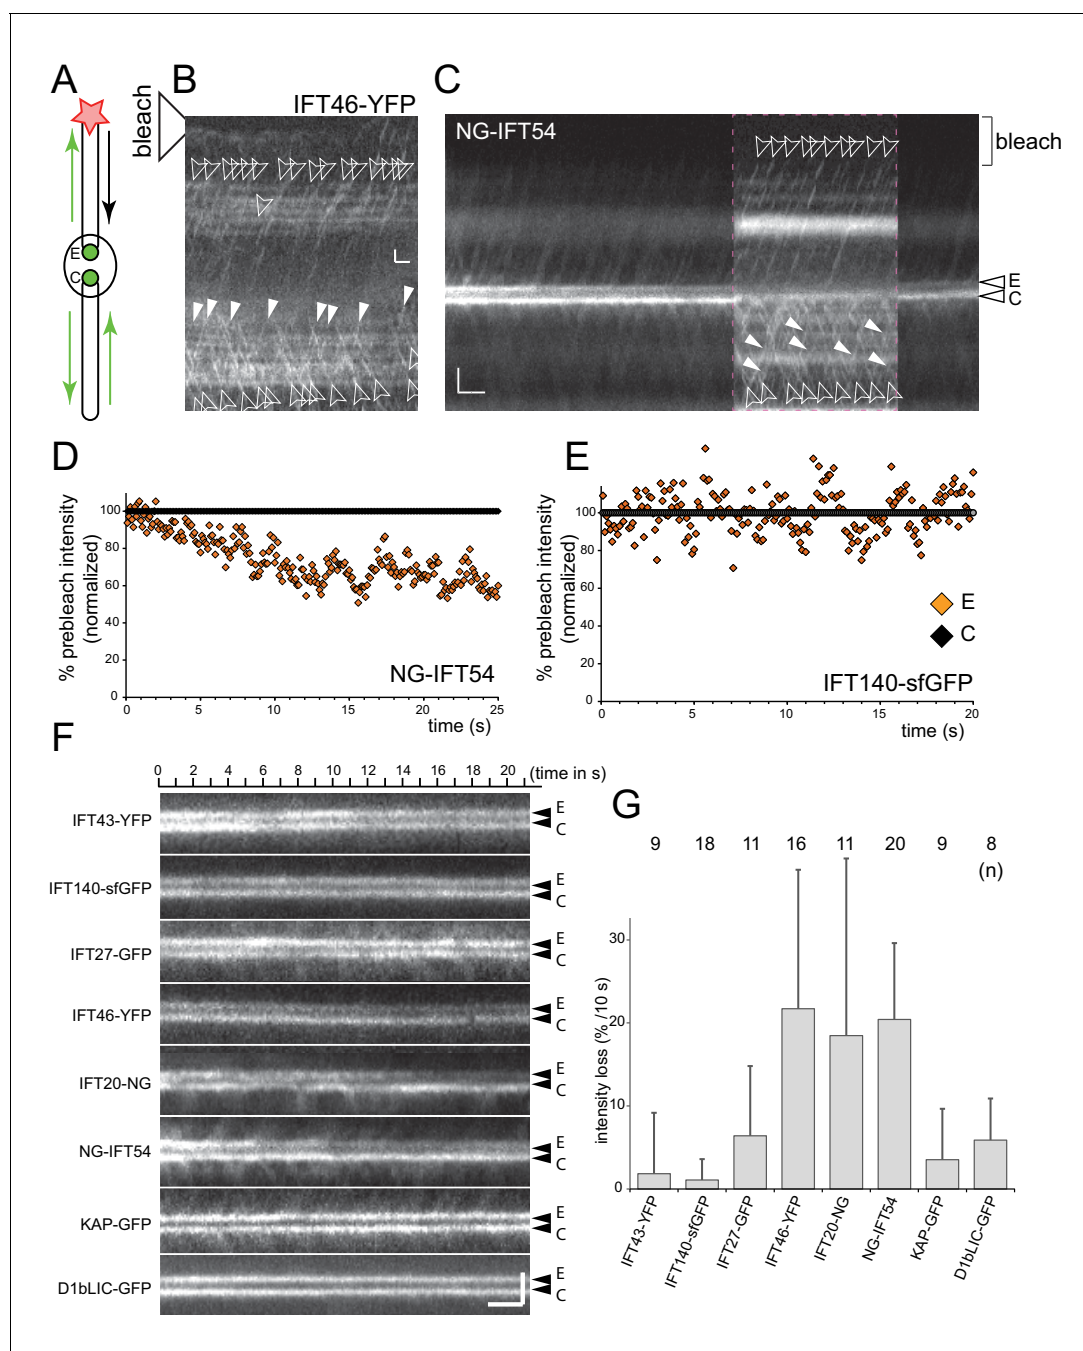 A
B
C
bleach
IFT46-YFP
NG-IFT54
bleach
E
C
E
C
D
E
% prebleach intensity
(normalized)
100
80
60
40
20
0
0 5 10 15 20 25
time (s)
NG-IFT54
% prebleach intensity
(normalized)
100
80
60
40
20
0
0 5 10 15 20
time (s)
E
C
IFT140-sfGFP
F
0 2 4 6 8 10 12 14 16 18 20 (time in s)
IFT43-YFP
E
C
IFT140-sfGFP
E
C
IFT27-GFP
E
C
IFT46-YFP
E
C
IFT20-NG
E
C
NG-IFT54
E
C
KAP-GFP
E
C
D1bLIC-GFP
E
C
G
9 18 11 16 11 20 9 8
(n)
intensity loss (% /10 s)
30
20
10
0
IFT43-YFP
IFT140-sfGFP
IFT27-GFP
IFT46-YFP
IFT20-NG
NG-IFT54
KAP-GFP
D1bLIC-GFP